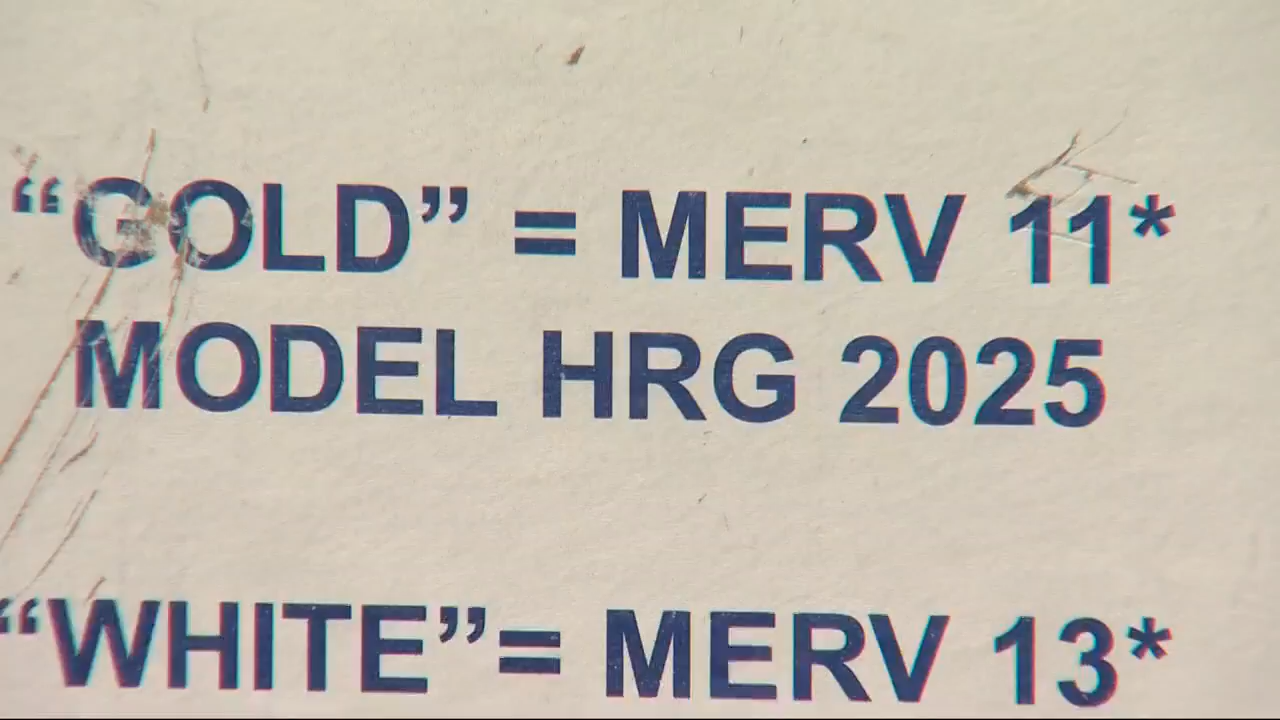 “GOLD” = MERV 11*
MODEL HRG 2025
“WHITE”= MERV 13*